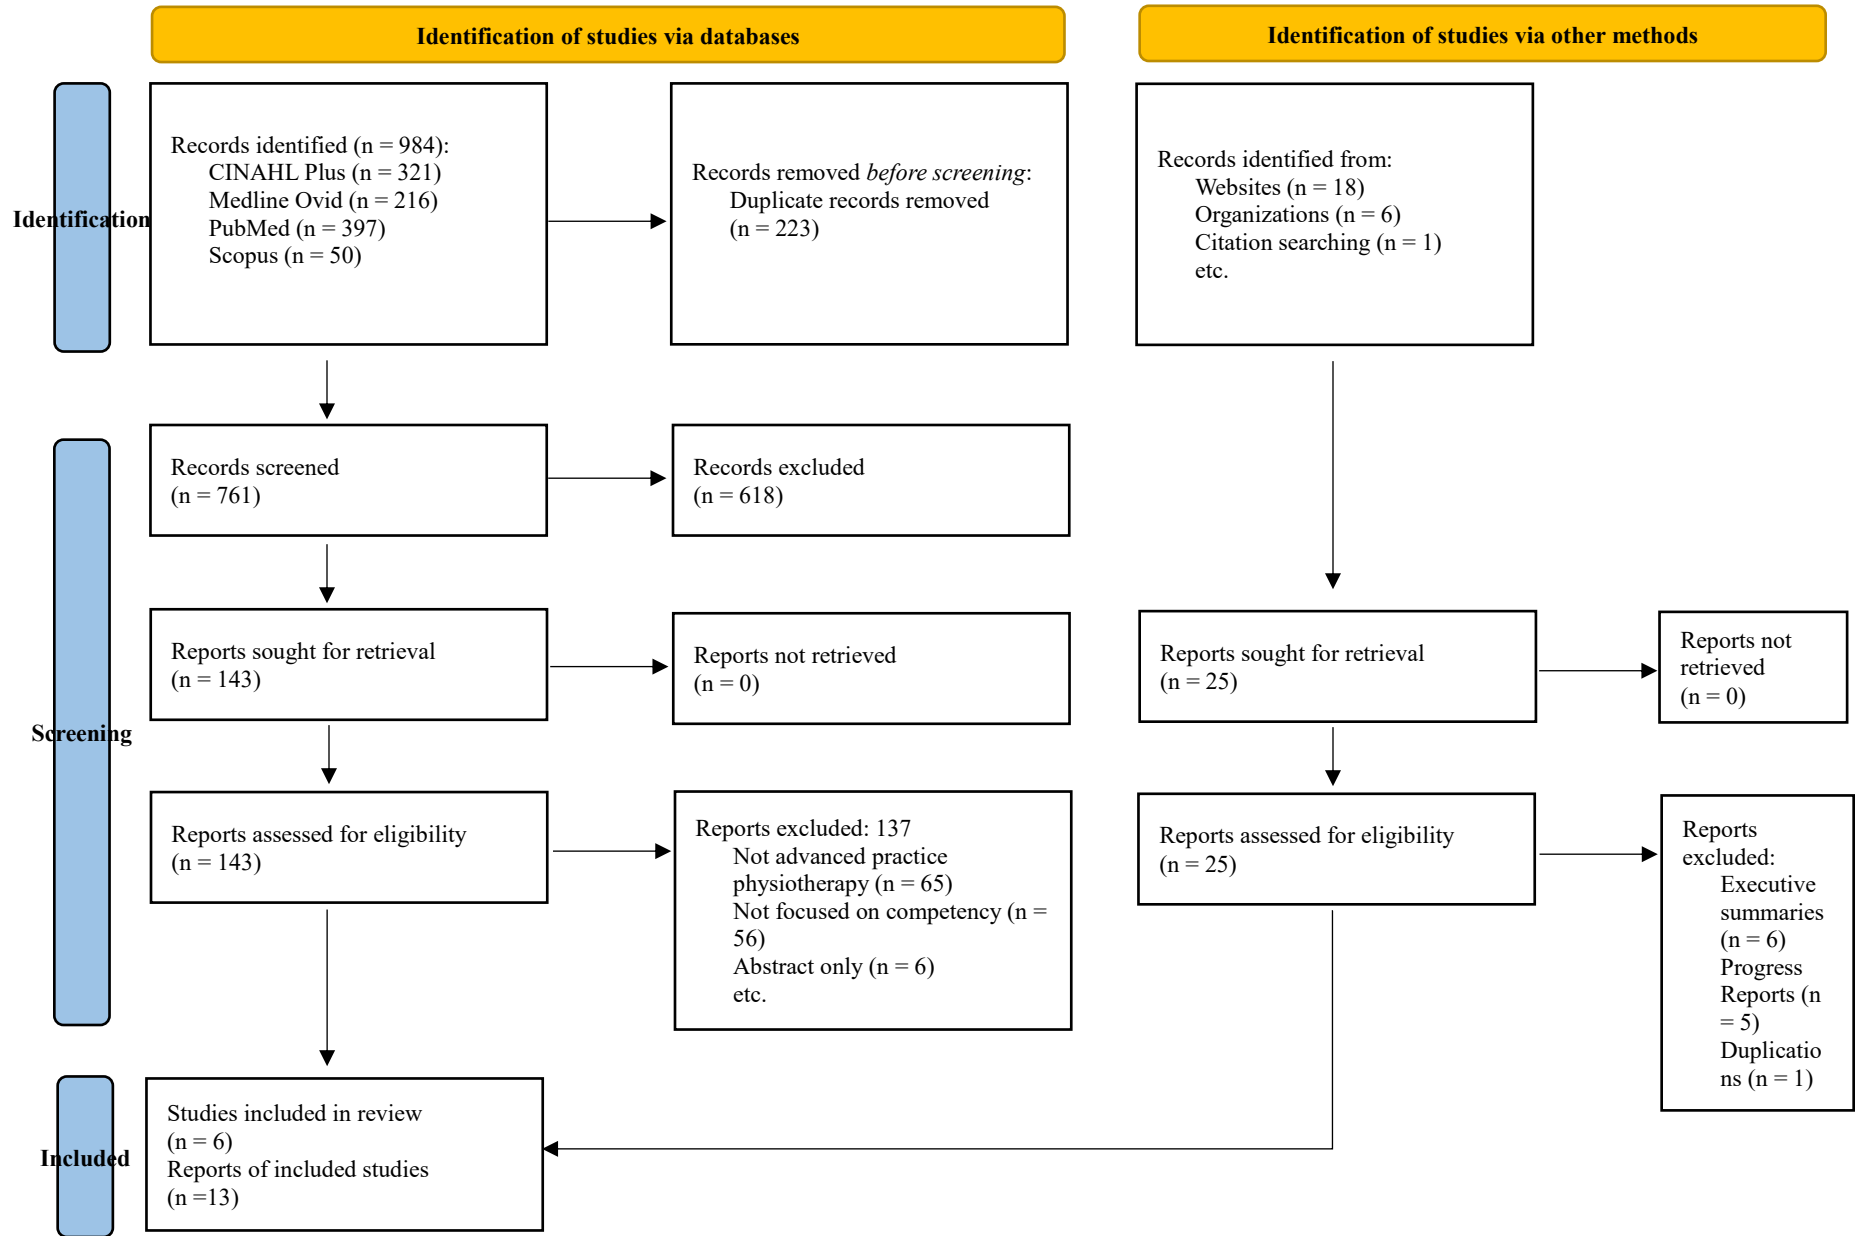 Identification of studies via databases
Identification of studies via other methods
Identification
Records identified (n = 984):
CINAHL Plus (n = 321)
Medline Ovid (n = 216)
PubMed (n = 397)
Scopus (n = 50)
Records removed before screening:
Duplicate records removed
(n = 223)
Records identified from:
Websites (n = 18)
Organizations (n = 6)
Citation searching (n = 1)
etc.
Screening
Records screened
(n = 761)
Records excluded
(n = 618)
Reports sought for retrieval
(n = 143)
Reports not retrieved
(n = 0)
Reports sought for retrieval
(n = 25)
Reports not
retrieved
(n = 0)
Reports assessed for eligibility
(n = 143)
Reports excluded: 137
Not advanced practice
physiotherapy (n = 65)
Not focused on competency (n =
56)
Abstract only (n = 6)
etc.
Reports assessed for eligibility
(n = 25)
Reports
excluded:
Executive
summaries
(n = 6)
Progress
Reports (n
= 5)
Duplicatio
ns (n = 1)
Included
Studies included in review
(n = 6)
Reports of included studies
(n =13)